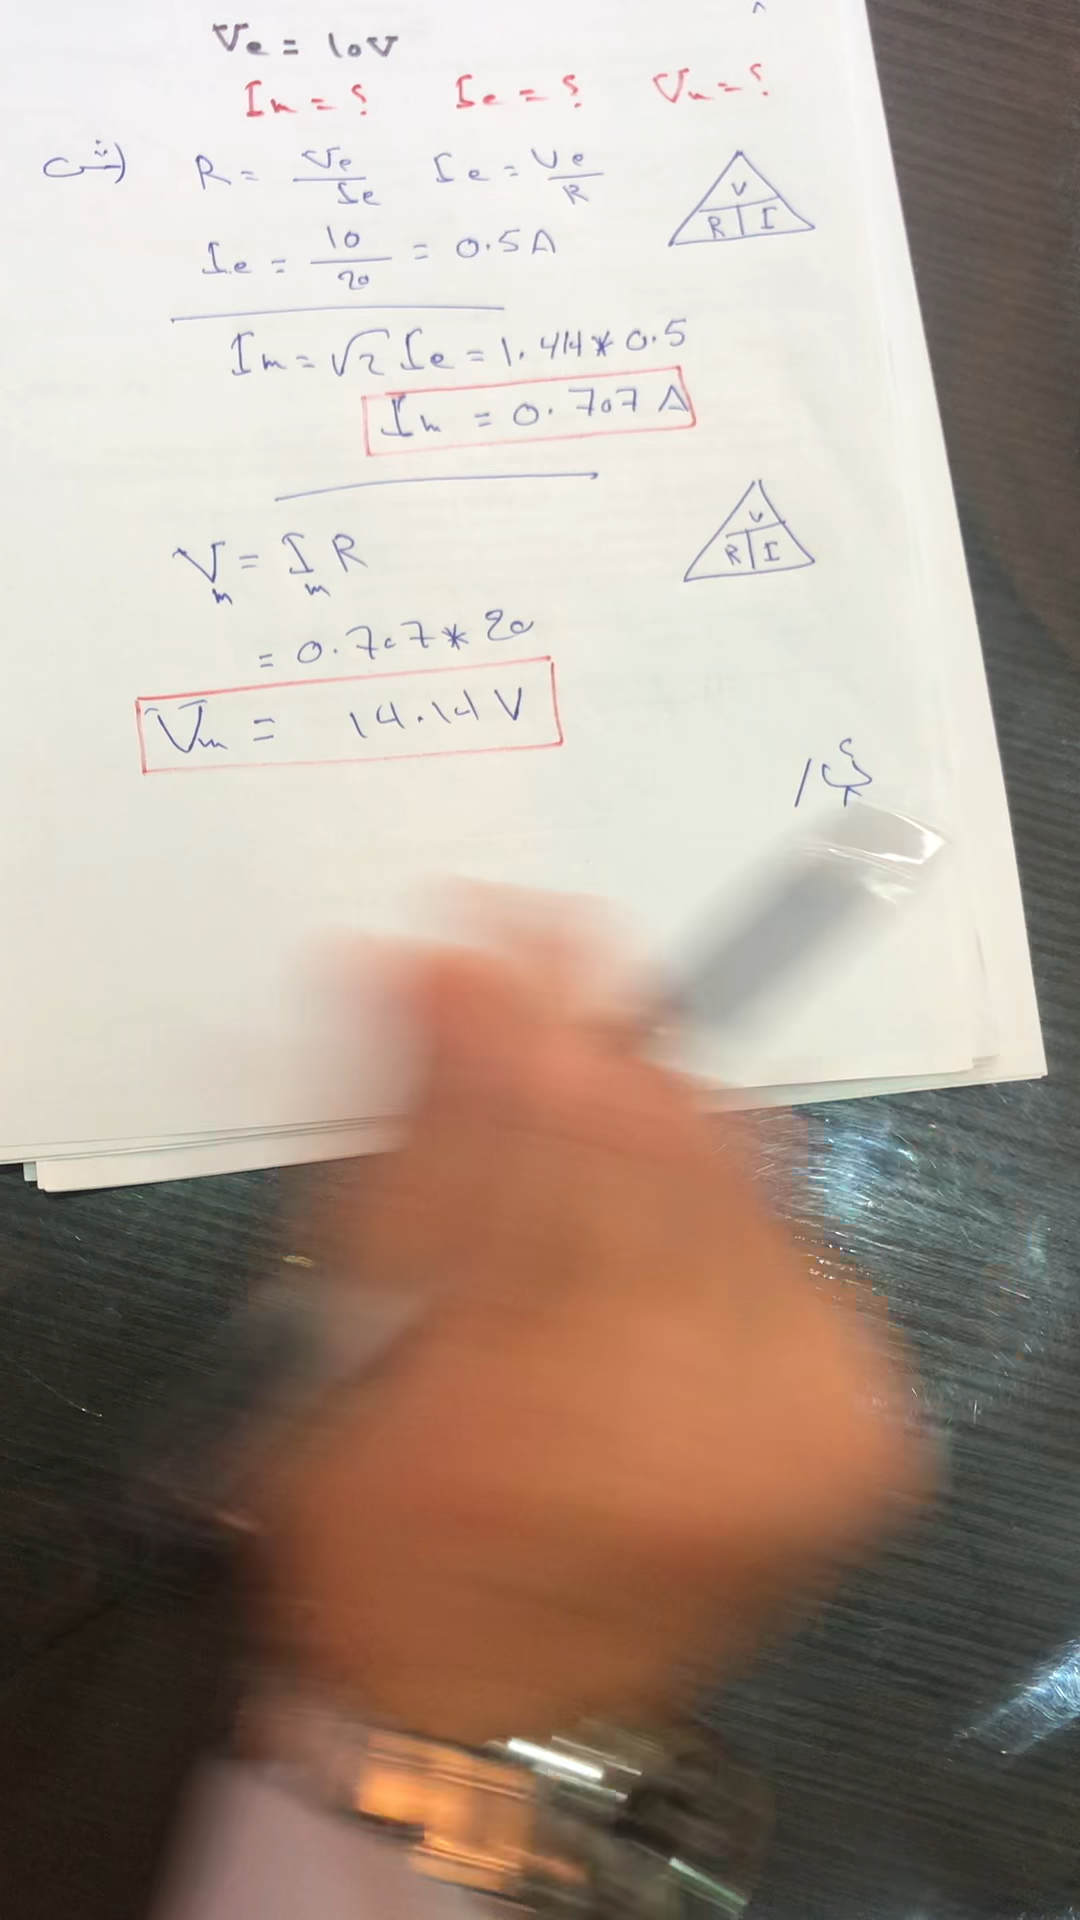 Ve = 10V
Im = ? Ie = ? Vm = ?
R = Ve/Ie Ie = Ve/R
V
R I
Ie = 10/20 = 0.5A
Im = √2 Ie = 1.414 * 0.5
Im = 0.707 A
Vm = Im R
V
R I
= 0.707 * 20
Vm = 14.14 V